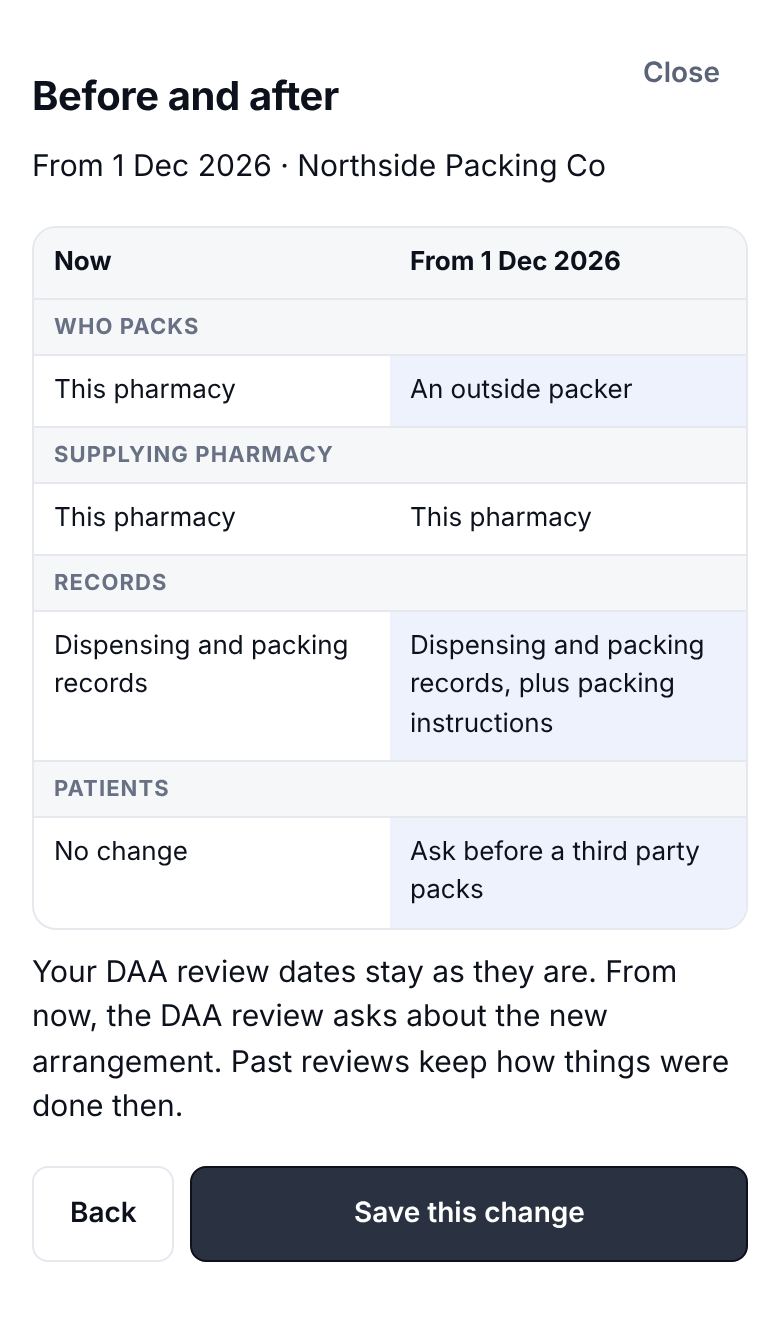 Close
Before and after
From 1 Dec 2026 · Northside Packing Co
Now From 1 Dec 2026
WHO PACKS
This pharmacy An outside packer
SUPPLYING PHARMACY
This pharmacy This pharmacy
RECORDS
Dispensing and packing records
Dispensing and packing records, plus packing instructions
PATIENTS
No change
Ask before a third party packs
Your DAA review dates stay as they are. From
now, the DAA review asks about the new
arrangement. Past reviews keep how things were
done then.
Back Save this change